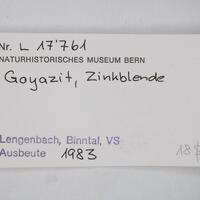 Nr. L 17'761
NATURHISTORISCHES MUSEUM BERN
Goyazit, Zinkblende
Lengenbach, Binntal, VS
Ausbeute 1983